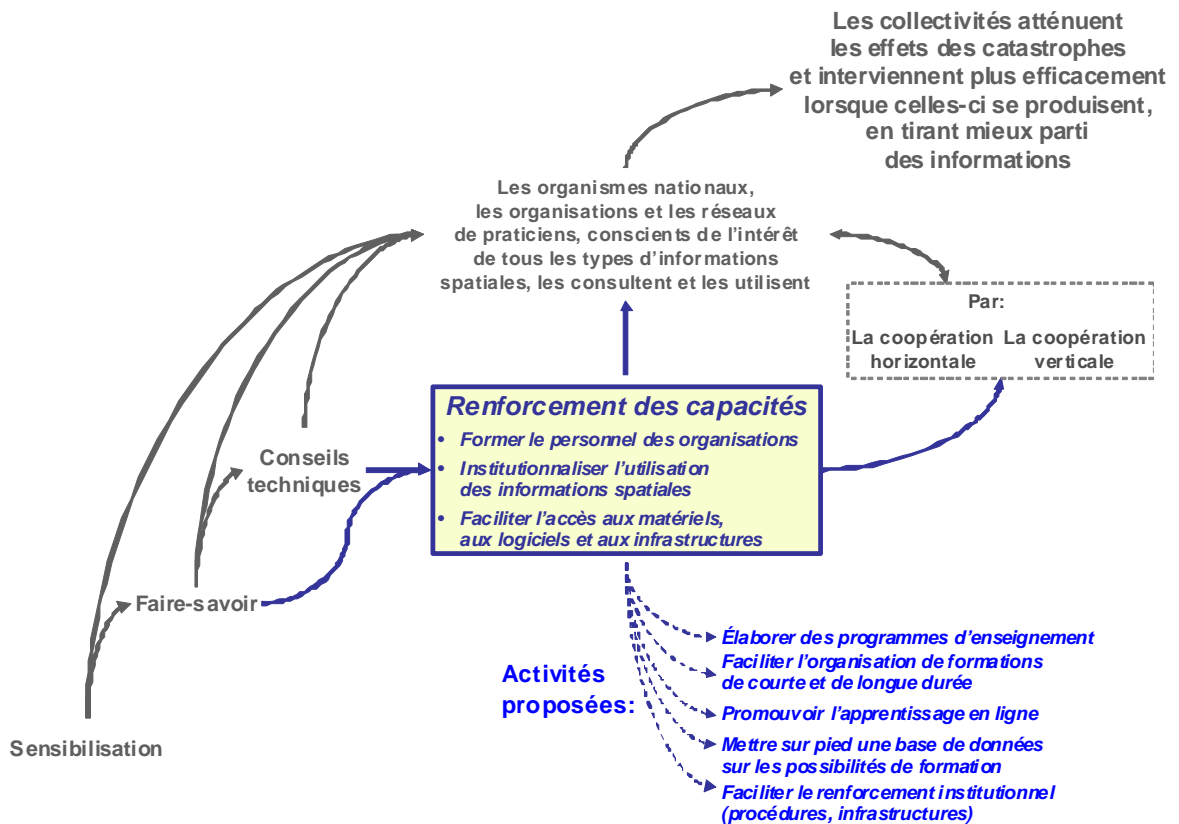 Les collectivités atténuent
les effets des catastrophes
et interviennent plus efficacement
lorsque celles-ci se produisent,
en tirant mieux parti
des informations
Les organismes nationaux,
les organisations et les réseaux
de praticiens, conscients de l'intérêt
de tous les types d'informations
spatiales, les consultent et les utilisent
Par:
La coopération horizontale
La coopération verticale
Renforcement des capacités
• Former le personnel des organisations
• Institutionnaliser l'utilisation
des informations spatiales
• Faciliter l'accès aux matériels,
aux logiciels et aux infrastructures
Conseils
techniques
Faire-savoir
Sensibilisation
Activités
proposées:
Élaborer des programmes d'enseignement
Faciliter l'organisation de formations
de courte et de longue durée
Promouvoir l'apprentissage en ligne
Mettre sur pied une base de données
sur les possibilités de formation
Faciliter le renforcement institutionnel
(procédures, infrastructures)